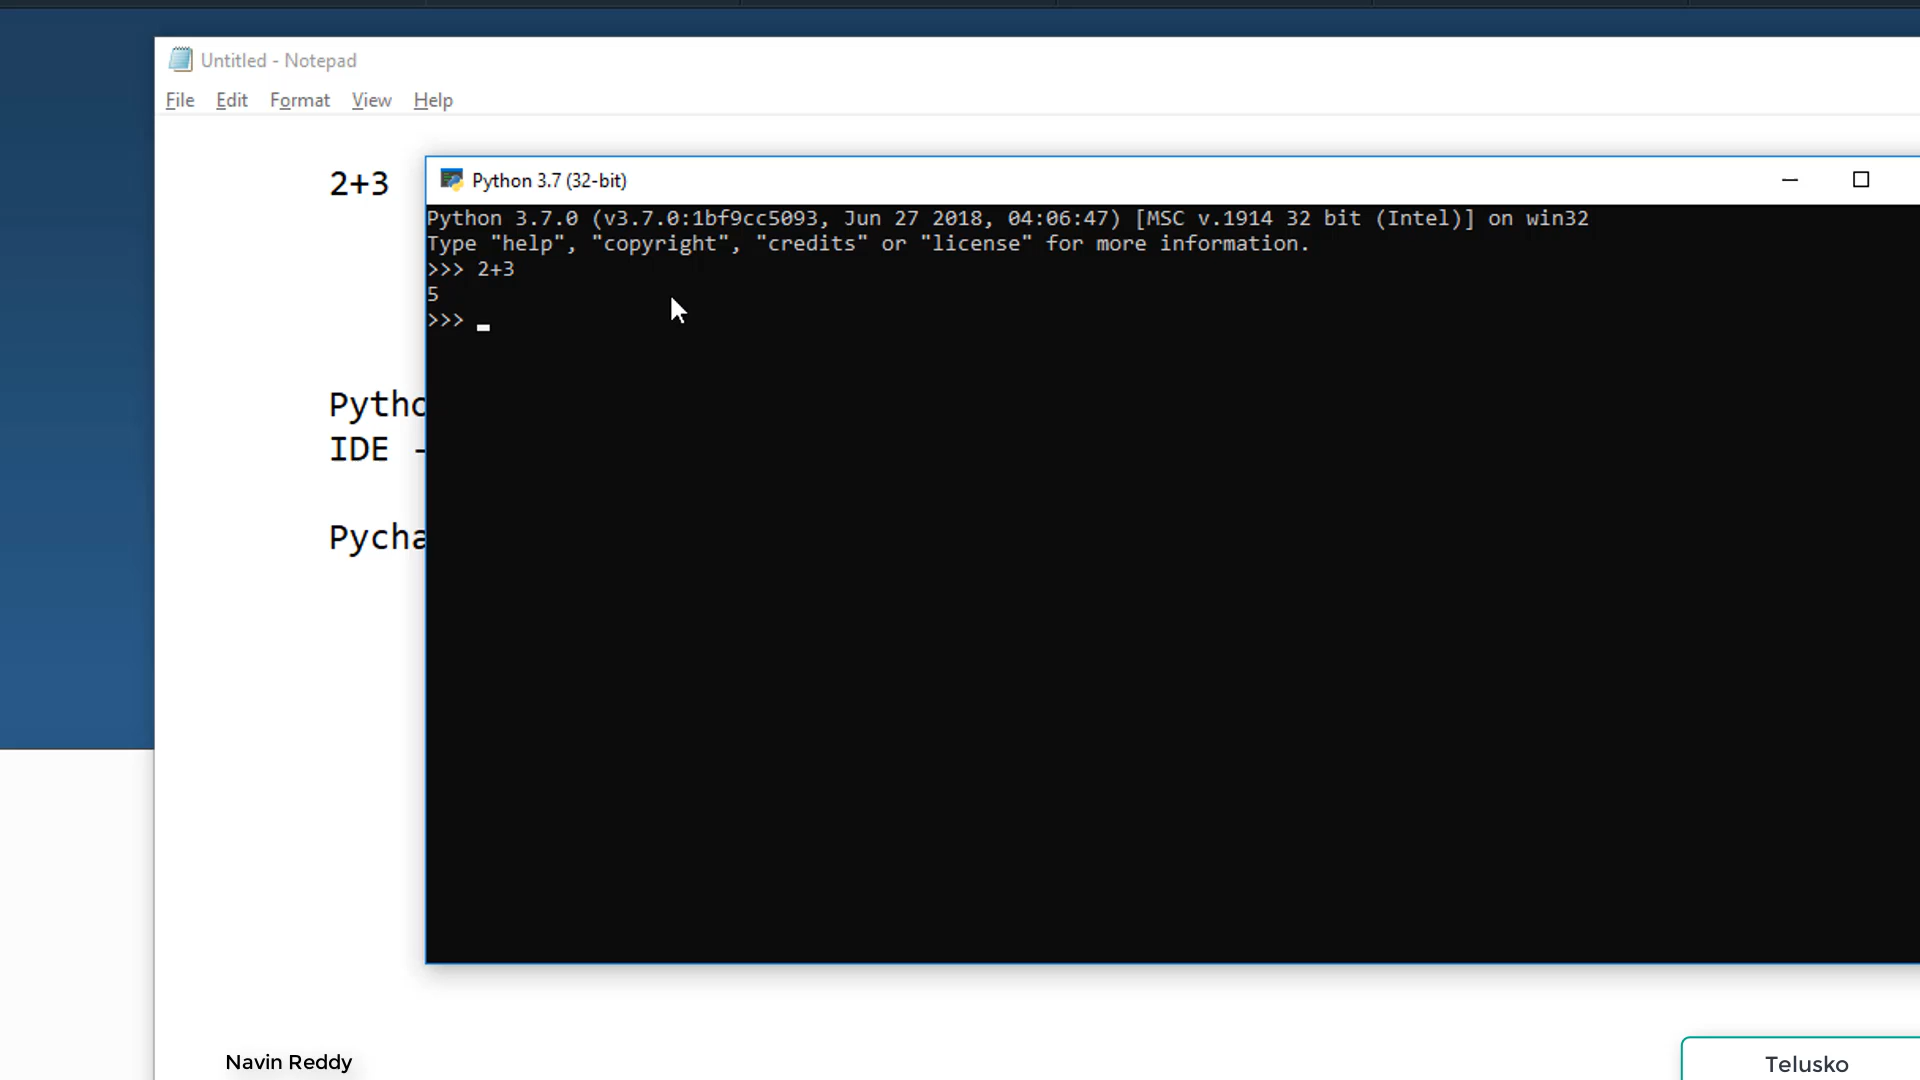 Untitled - Notepad
File Edit Format View Help
2+3
Python 3.7 (32-bit)
Python 3.7.0 (v3.7.0:1bf9cc5093, Jun 27 2018, 04:06:47) [MSC v.1914 32 bit (Intel)] on win32
Type "help", "copyright", "credits" or "license" for more information.
>>> 2+3
5
>>>
Pytho
IDE -
Pycha
Navin Reddy
Telusko